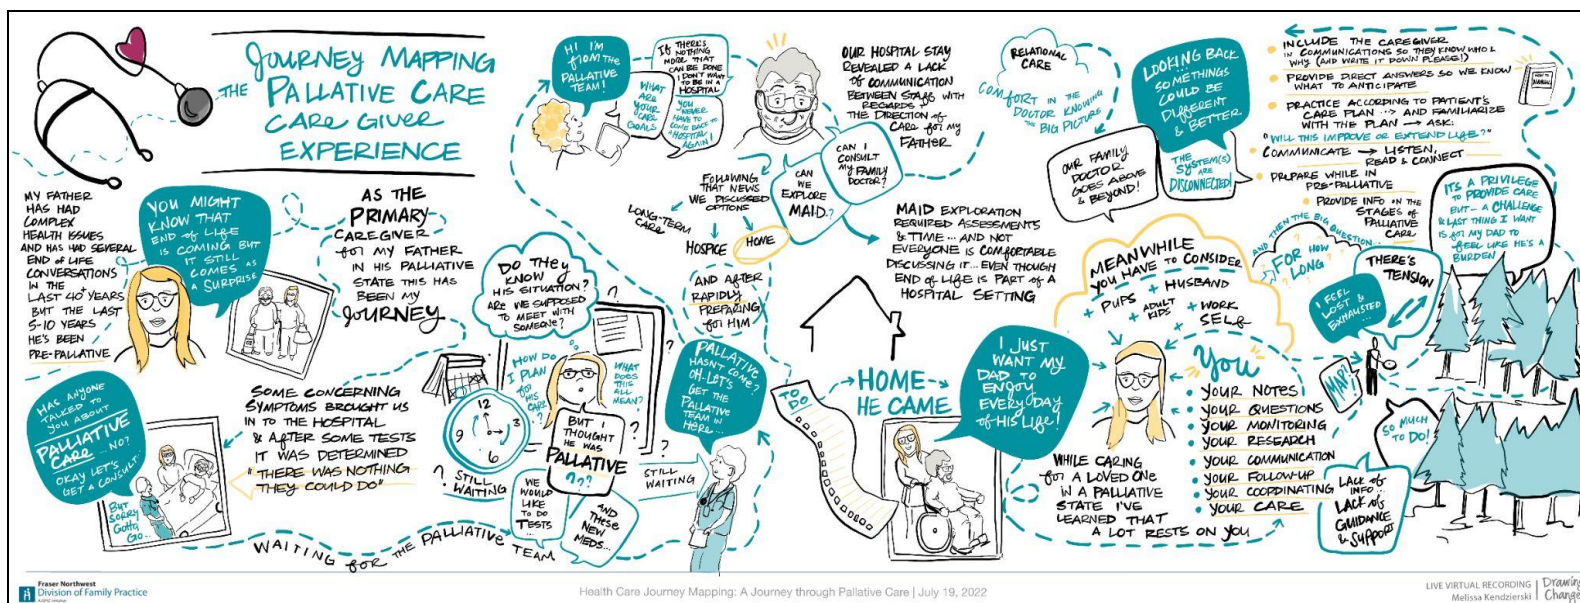 JOURNEY MAPPING
THE PALLATIVE CARE
CARE GIVER
EXPERIENCE
MY FATHER
HAS HAD
COMPLEX
HEALTH ISSUES
AND HAS HAD SEVERAL
END OF LIFE
CONVERSATIONS
IN THE
LAST 40+ YEARS
BUT THE LAST
5-10 YEARS
HE'S BEEN
PRE-PALLATIVE
YOU MIGHT
KNOW THAT
END OF LIFE
IS COMING BUT
IT STILL
COMES AS
A SURPRISE
AS THE
PRIMARY
CAREGIVER
FOR MY FATHER
IN HIS PALLIATIVE
STATE THIS HAS
BEEN MY
JOURNEY
SOME CONCERNING
SYMPTOMS BROUGHT US
IN TO THE HOSPITAL
& AFTER SOME TESTS
IT WAS DETERMINED
"THERE WAS NOTHING
THEY COULD DO"
HAS ANYONE
TALKED TO
YOU ABOUT
PALLIATIVE
CARE ... NO?
OKAY LET'S
GET A CONSULT
BUT
SORRY
GOTTA
GO...
WAITING FOR THE PALLIATIVE TEAM
STILL
WAITING
DO THEY
KNOW HIS
SITUATION?
ARE WE SUPPOSED
TO MEET WITH
SOMEONE?
HOW DO
I PLAN
FOR
HIS CARE
?
WHAT
DOES
THIS
ALL
MEAN?
12
3
6
9
BUT I
THOUGHT
HE WAS
PALLATIVE
???
WE
WOULD
LIKE
TO DO
TESTS
...
AND
THESE
NEW
MEDS...
STILL
WAITING
PALLATIVE
HASN'T COME?
OH-LET'S
GET THE
PALLATIVE
TEAM IN
HERE...
HI I'M
FROM THE
PALLATIVE
TEAM!
WHAT
ARE
YOUR
CARE
GOALS
IF THERE'S
NOTHING
MORE THAT
CAN BE DONE
I DON'T WANT
TO BE IN A
HOSPITAL
YOU
NEVER
HAVE TO
COME BACK TO
A HOSPITAL
AGAIN!
FOLLOWING
THAT NEWS
WE DISCUSSED
OPTIONS
LONG-TERM
CARE
HOSPICE
HOME
CAN
WE
EXPLORE
MAID.?
CAN I
CONSULT
MY FAMILY
DOCTOR?
AND AFTER
RAPIDLY
PREPARING
FOR HIM
OUR HOSPITAL STAY
REVEALED A LACK
OF COMMUNICATION
BETWEEN STAFF WITH
REGARDS
THE DIRECTION OF
CARE FOR MY
FATHER
RELATIONAL
CARE
COMFORT IN THE
DOCTOR KNOWING
THE BIG PICTURE
MAID EXPLORATION
REQUIRED ASSESSMENTS
& TIME ... AND NOT
EVERYONE IS COMFORTABLE
DISCUSSING IT... EVEN THOUGH
END OF LIFE IS PART OF A
HOSPITAL SETTING
TO DO
HOME
HE CAME
I JUST
WANT MY
DAD TO
ENJOY
EVERYDAY
OF HIS LIFE!
OUR FAMILY
DOCTOR
GOES ABOVE
& BEYOND!
LOOKING BACK
... SOMETHINGS
COULD BE
DIFFERENT
& BETTER
THE
SYSTEM(S)
ARE
DISCONNECTED!
INCLUDE THE CAREGIVER
IN COMMUNICATIONS SO THEY KNOW WHO &
WHY (AND WRITE IT DOWN PLEASE!)
PROVIDE DIRECT ANSWERS SO WE KNOW
WHAT TO ANTICIPATE
PRACTICE ACCORDING TO PATIENT'S
CARE PLAN ... AND FAMILIARIZE
WITH THE PLAN → ASK:
"WILL THIS IMPROVE OR EXTEND LIFE?"
COMMUNICATE → LISTEN,
READ & CONNECT
PREPARE WHILE IN
PRE-PALLIATIVE
PROVIDE INFO ON THE
STAGES OF
PALLIATIVE
CARE
MANUAL
MEANWHILE
YOU HAVE TO CONSIDER
+ PUPS
+ HUSBAND
+ ADULT
KIDS
+ WORK
+ SELF
WHILE CARING
FOR A LOVED ONE
IN A PALLIATIVE
STATE I'VE
LEARNED THAT
A LOT RESTS ON YOU
YOU
YOUR NOTES
YOUR QUESTIONS
YOUR MONITORING
YOUR RESEARCH
YOUR COMMUNICATION
YOUR FOLLOW-UP
YOUR COORDINATING
YOUR CARE
AND THEN THE BIG QUESTION...
FOR HOW
LONG?
THERE'S
TENSION
IT'S A PRIVILEGE
TO PROVIDE CARE
BUT - A CHALLENGE
& LAST THING I WANT
IS FOR MY DAD TO
FEEL LIKE HE'S A
BURDEN
I FEEL
LOST &
EXHAUSTED
...
MAP?!
SO MUCH
TO DO!
LACK OF
INFO...
LACK OF
GUIDANCE
& SUPPORT
Fraser Northwest
Division of Family Practice
A GPSC initiative
Health Care Journey Mapping: A Journey through Pallative Care | July 19, 2022
LIVE VIRTUAL RECORDING
Melissa Kendzierski
Drawing
Change